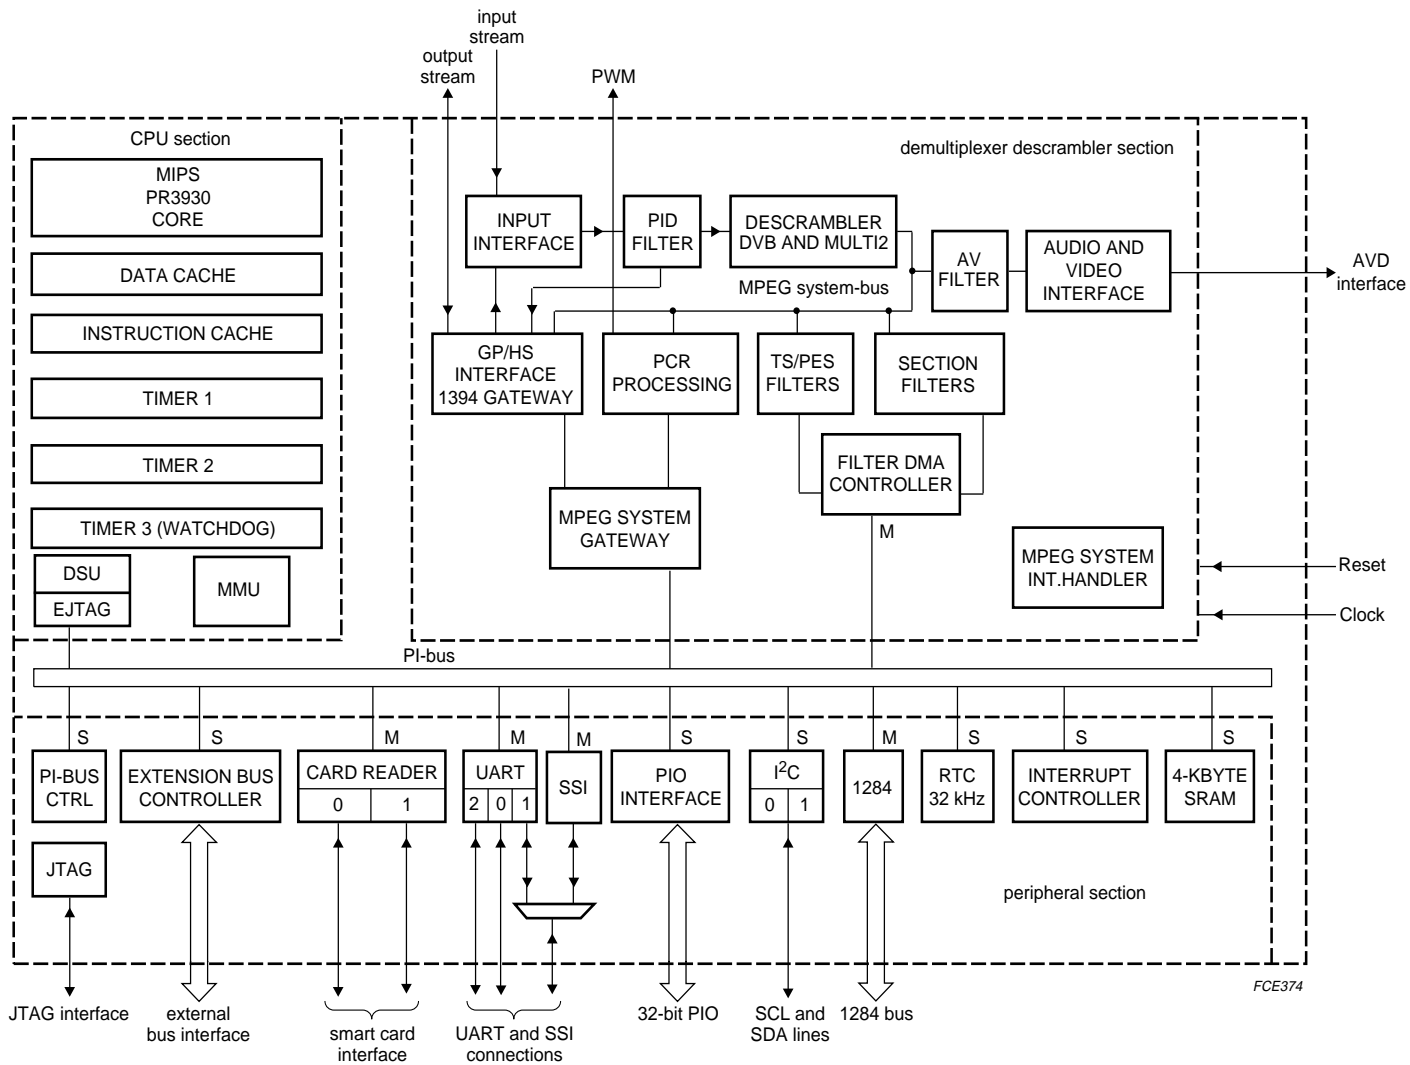 input
stream
output
stream
PWM
CPU section
demultiplexer descrambler section
MIPS
PR3930
CORE
DATA CACHE
INSTRUCTION CACHE
TIMER 1
TIMER 2
TIMER 3 (WATCHDOG)
DSU
EJTAG
MMU
INPUT
INTERFACE
PID
FILTER
DESCRAMBLER
DVB AND MULTI2
AV
FILTER
AUDIO AND
VIDEO
INTERFACE
AVD
interface
MPEG system-bus
GP/HS
INTERFACE
1394 GATEWAY
PCR
PROCESSING
TS/PES
FILTERS
SECTION
FILTERS
FILTER DMA
CONTROLLER
M
MPEG SYSTEM
GATEWAY
MPEG SYSTEM
INT.HANDLER
Reset
Clock
PI-bus
S
S
M
M
M
S
S
M
S
S
S
PI-BUS
CTRL
EXTENSION BUS
CONTROLLER
CARD READER
0 1
UART
2 0 1
SSI
PIO
INTERFACE
I2C
0 1
1284
RTC
32 kHz
INTERRUPT
CONTROLLER
4-KBYTE
SRAM
JTAG
peripheral section
FCE374
JTAG interface
external
bus interface
smart card
interface
UART and SSI
connections
32-bit PIO
SCL and
SDA lines
1284 bus